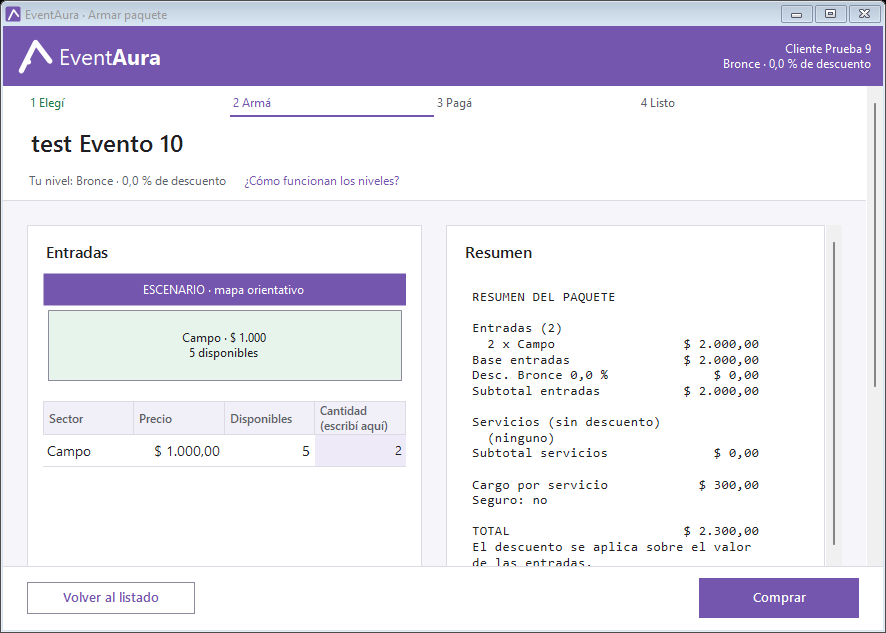 EventAura · Armar paquete
EventAura
Cliente Prueba 9
Bronce · 0,0 % de descuento
1 Elegí
2 Armá
3 Pagá
4 Listo
test Evento 10
Tu nivel: Bronce · 0,0 % de descuento
¿Cómo funcionan los niveles?
Entradas
ESCENARIO · mapa orientativo
Campo · $ 1.000
5 disponibles
Sector Precio Disponibles Cantidad
(escribí aquí)
Campo $ 1.000,00 5 2
Resumen
RESUMEN DEL PAQUETE
Entradas (2)
2 x Campo $ 2.000,00
Base entradas $ 2.000,00
Desc. Bronce 0,0 % $ 0,00
Subtotal entradas $ 2.000,00
Servicios (sin descuento)
(ninguno)
Subtotal servicios $ 0,00
Cargo por servicio $ 300,00
Seguro: no
TOTAL $ 2.300,00
El descuento se aplica sobre el valor
de las entradas.
Volver al listado
Comprar